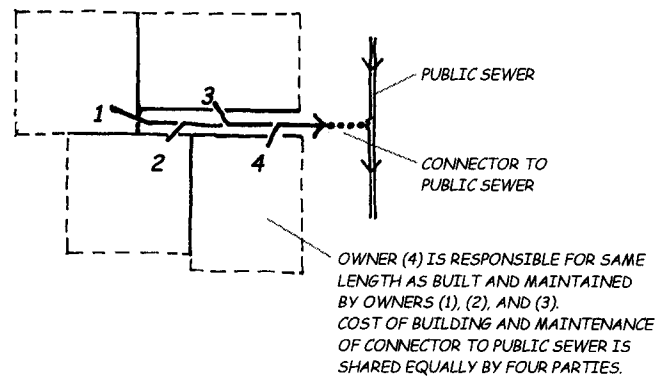 PUBLIC SEWER
3
1
2
4
CONNECTOR TO
PUBLIC SEWER
OWNER (4) IS RESPONSIBLE FOR SAME
LENGTH AS BUILT AND MAINTAINED
BY OWNERS (1), (2), AND (3).
COST OF BUILDING AND MAINTENANCE
OF CONNECTOR TO PUBLIC SEWER IS
SHARED EQUALLY BY FOUR PARTIES.